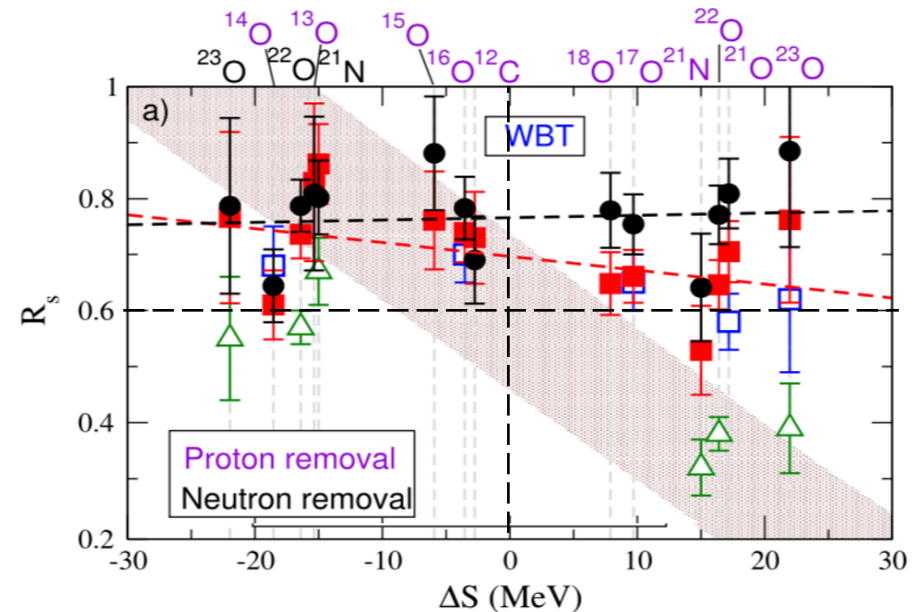 ¹⁴O ¹³O ¹⁵O ²²O
²³O ²²O ²¹N ¹⁶O ¹²C ¹⁸O ¹⁷O ²¹N ²¹O ²³O
1
a)
WBT
0.8
0.6
0.4
0.2
R_s
Proton removal
Neutron removal
-30 -20 -10 0 10 20 30
ΔS (MeV)